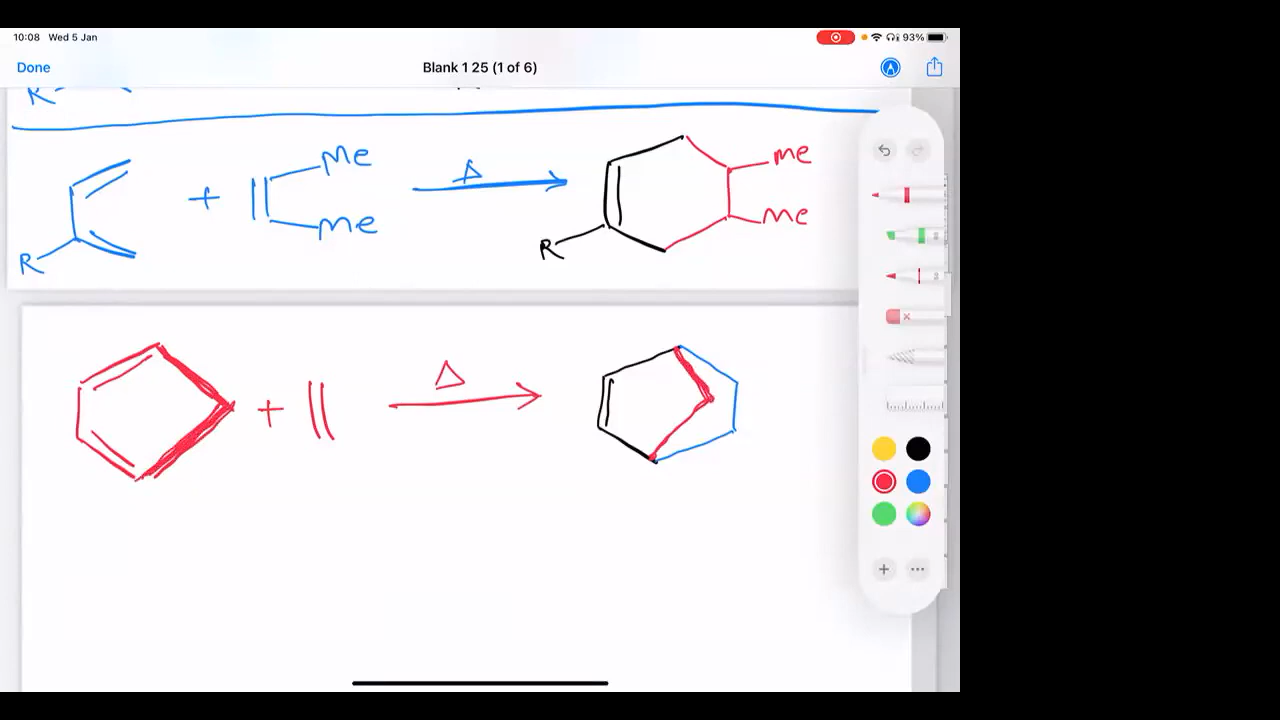 10:08 Wed 5 Jan 93%
Done Blank 1 25 (1 of 6)
R
Me me
+ Δ
Me me
R R
Δ
+